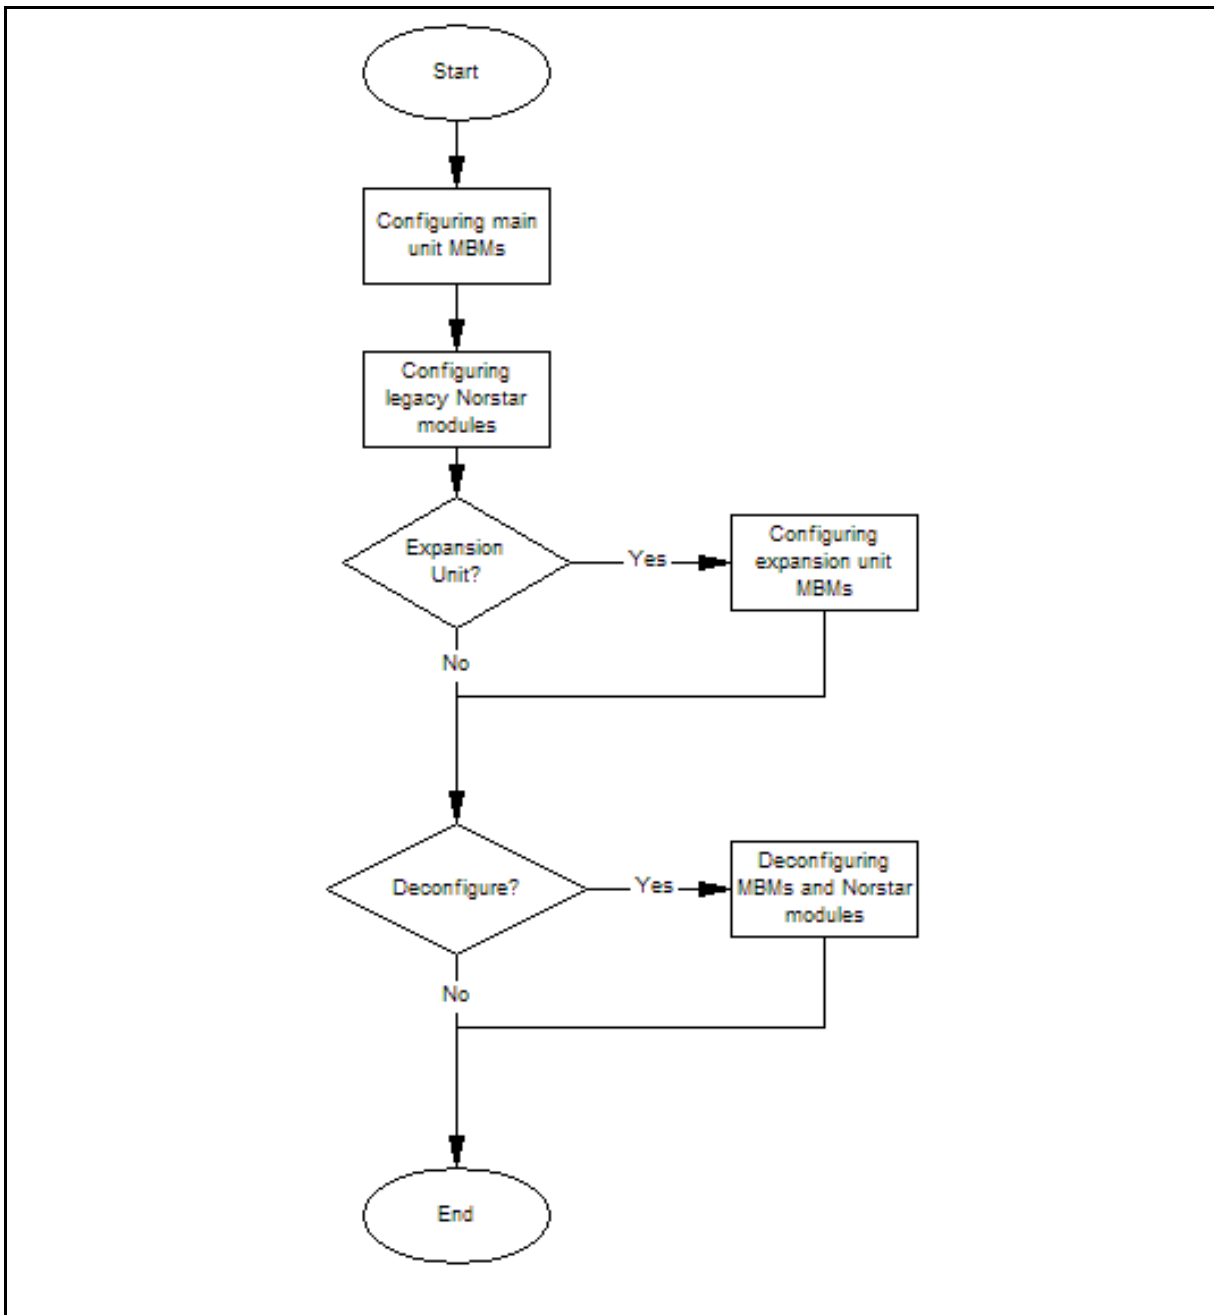 Start
Configuring main
unit MBMs
Configuring
legacy Norstar
modules
Expansion
Unit?
Yes
Configuring
expansion unit
MBMs
No
Deconfigure?
Yes
Deconfiguring
MBMs and Norstar
modules
No
End